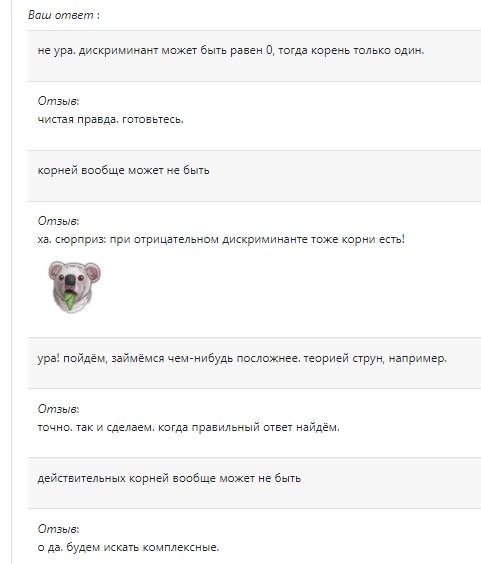 Ваш ответ :
не ура. дискриминант может быть равен 0, тогда корень только один.
Отзыв:
чистая правда. готовьтесь.
корней вообще может не быть
Отзыв:
ха. сюрприз: при отрицательном дискриминанте тоже корни есть!
ура! пойдём, займёмся чем-нибудь посложнее. теорией струн, например.
Отзыв:
точно. так и сделаем. когда правильный ответ найдём.
действительных корней вообще может не быть
Отзыв:
о да. будем искать комплексные.